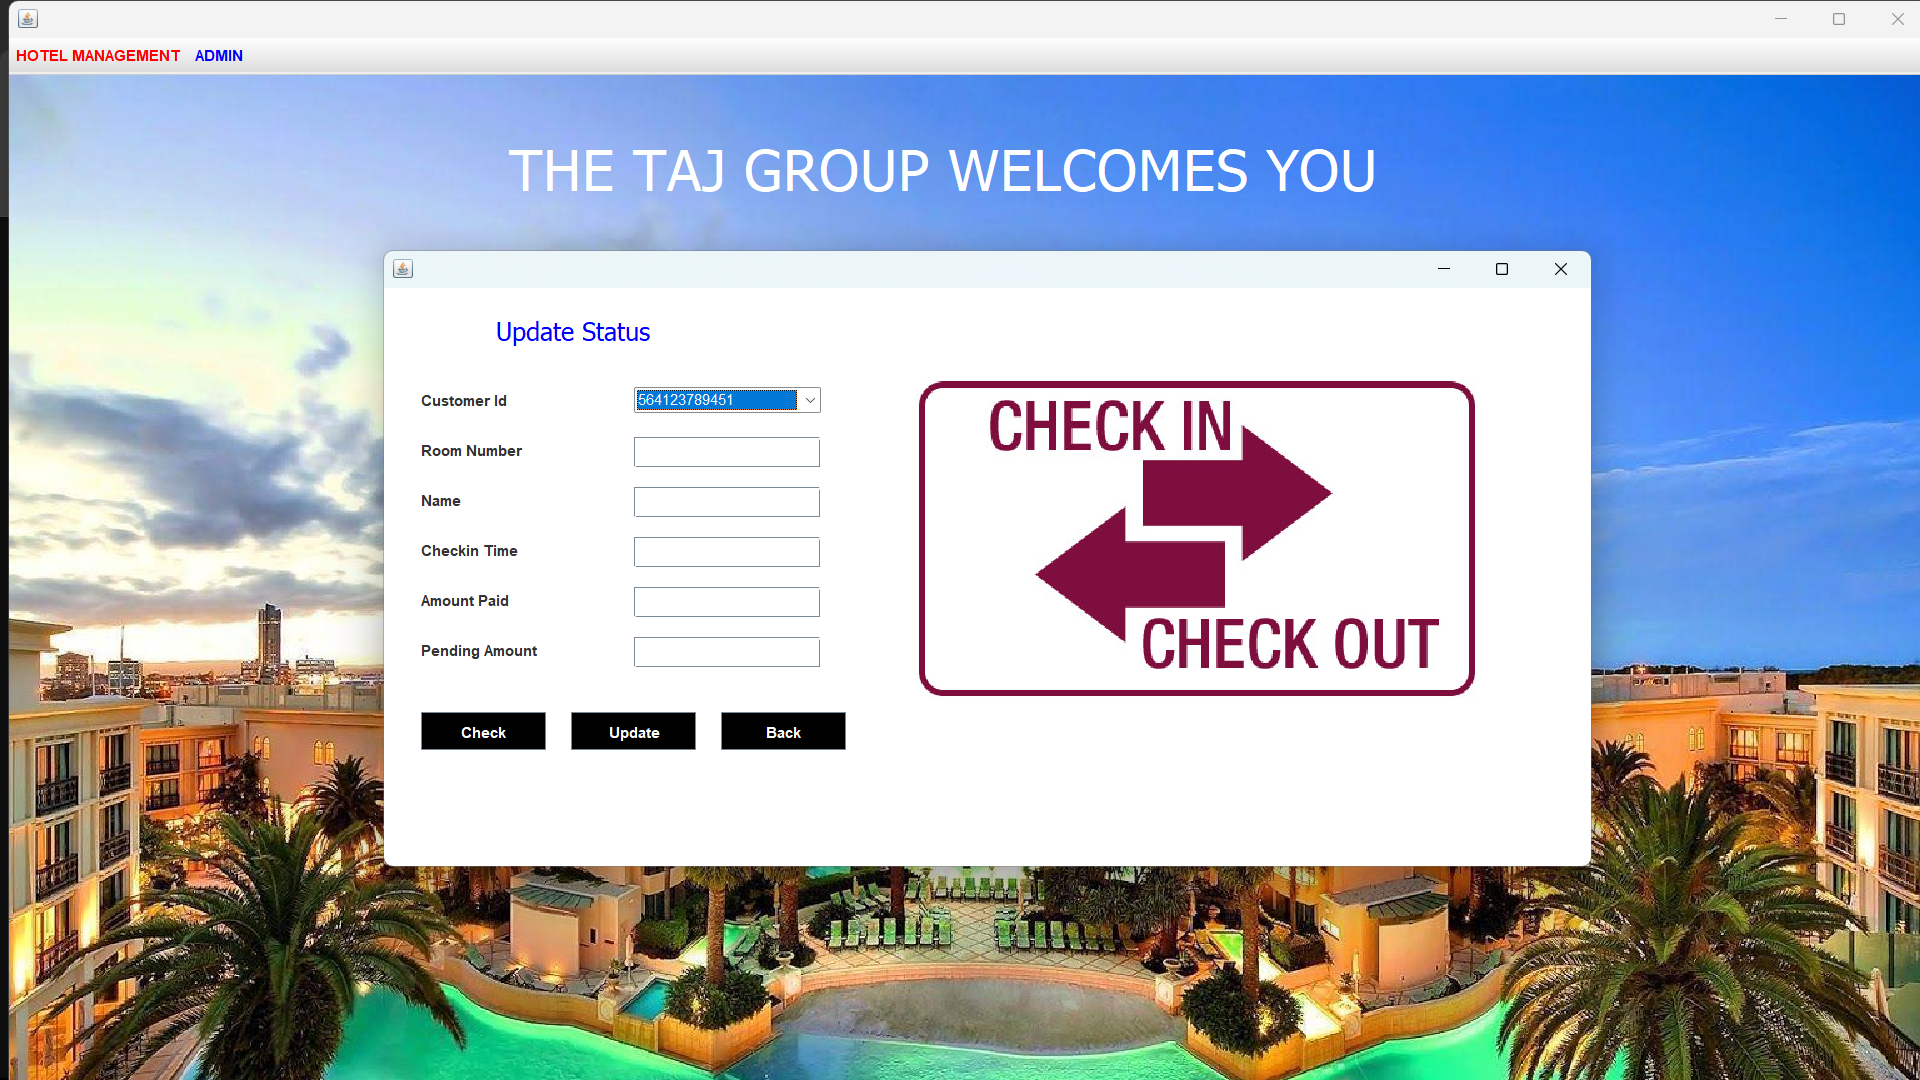 HOTEL MANAGEMENT ADMIN
THE TAJ GROUP WELCOMES YOU
Update Status
Customer Id 564123789451
Room Number
Name
Checkin Time
Amount Paid
Pending Amount
Check Update Back
CHECK IN
CHECK OUT